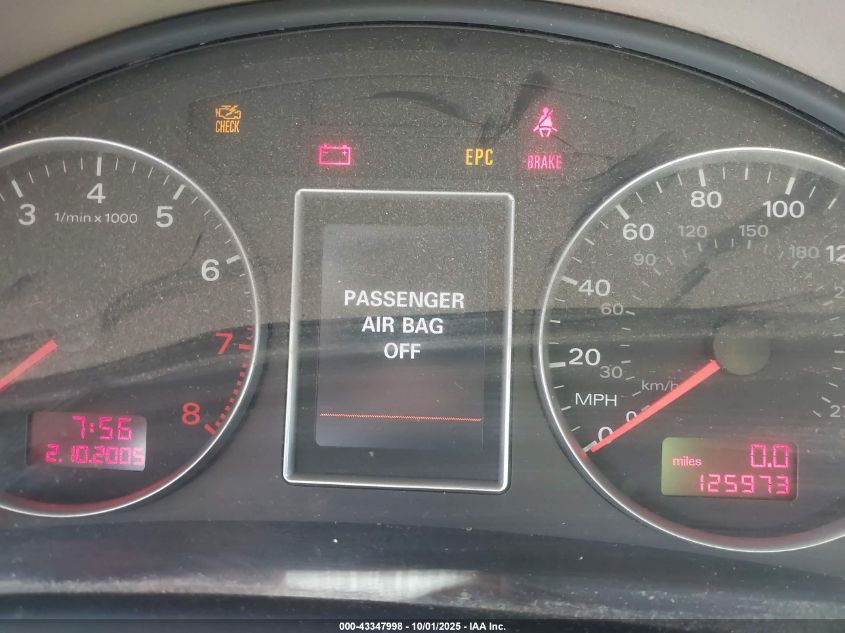 CHECK
EPC
BRAKE
3
4
5
6
7
8
1/min x 1000
7:56
2.10.2005
PASSENGER
AIR BAG
OFF
0
20
40
60
80
100
30
60
90
120
150
180
km/h
MPH
miles
0.0
125973
000-43347998 - 10/01/2025 - IAA Inc.